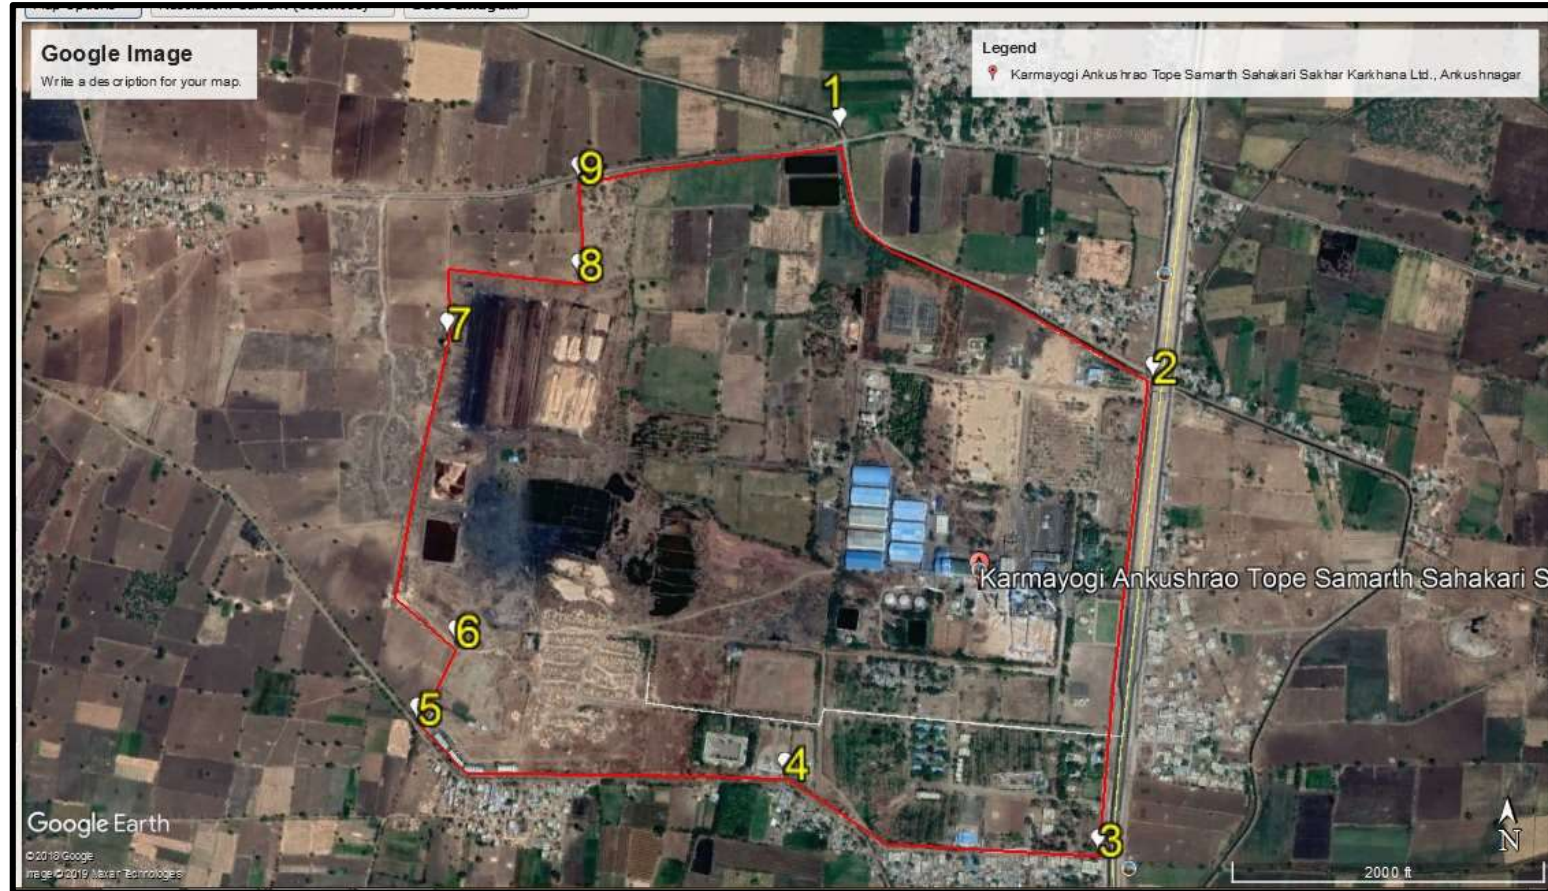 Google Image
Write a description for your map.
Legend
Karmayogi Ankushrao Tope Samarth Sahakari Sakhar Karkhana Ltd., Ankushnagar
1
9
8
7
2
Karmayogi Ankushrao Tope Samarth Sahakari S
6
5
4
3
Google Earth
© 2018 Google
Image © 2019 Maxar Technologies
N
2000 ft